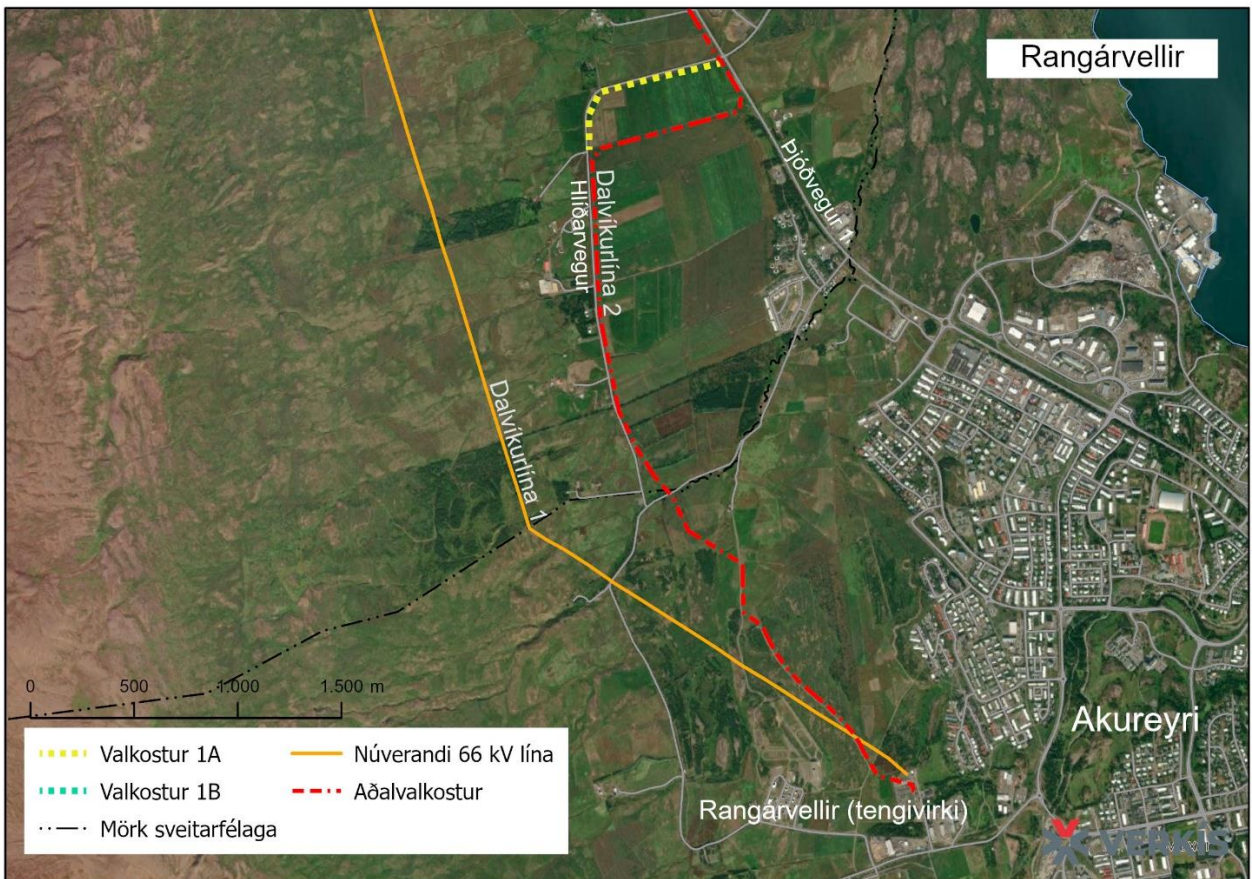 Rangárvellir
Þjóðvegur 1
Dalvíkurlína 2
Hlíðarvegur
Dalvíkurlína 1
0 500 1.000 1.500 m
Akureyri
Valkostur 1A
Núverandi 66 kV lína
Valkostur 1B
Aðalvalkostur
Mörk sveitarfélaga
Rangárvellir (tengivirki)
VERKÍS